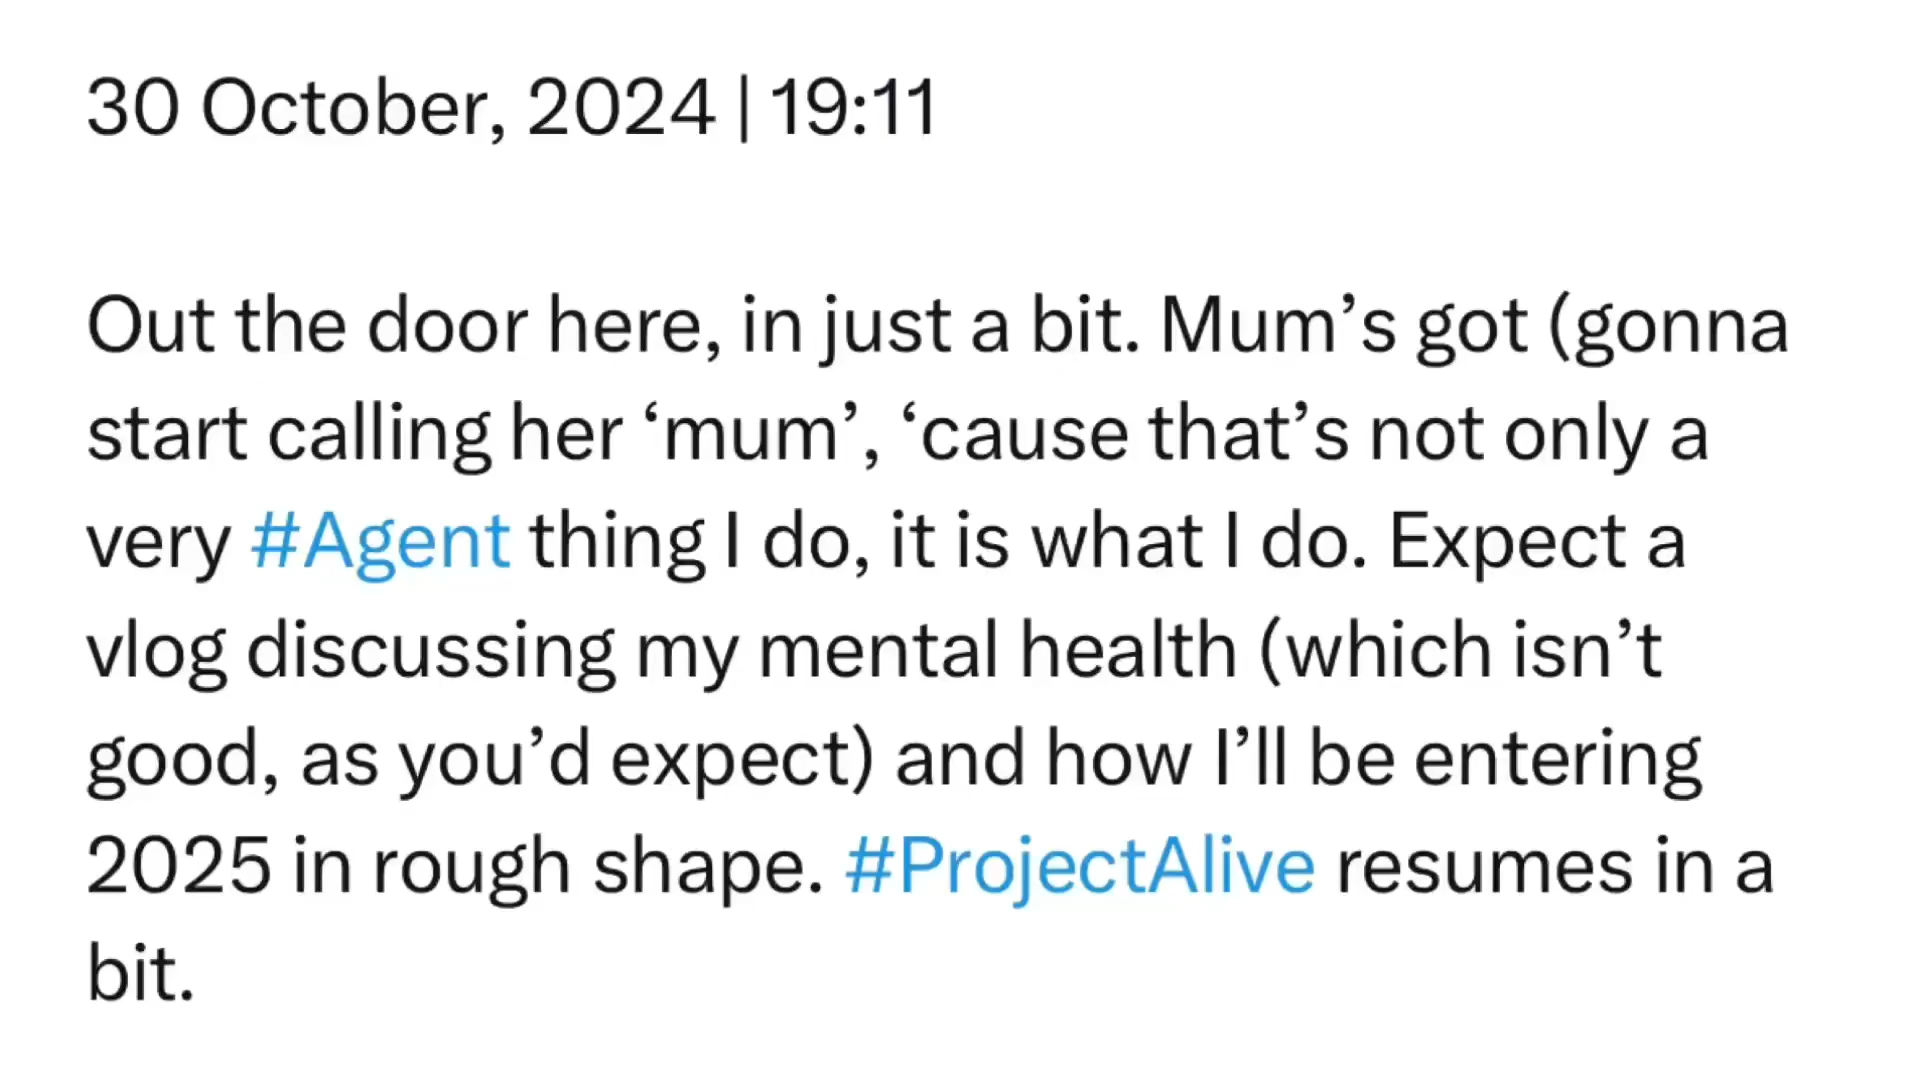 30 October, 2024 | 19:11
Out the door here, in just a bit. Mum’s got (gonna
start calling her ‘mum’, ‘cause that’s not only a
very #Agent thing I do, it is what I do. Expect a
vlog discussing my mental health (which isn’t
good, as you’d expect) and how I’ll be entering
2025 in rough shape. #ProjectAlive resumes in a
bit.